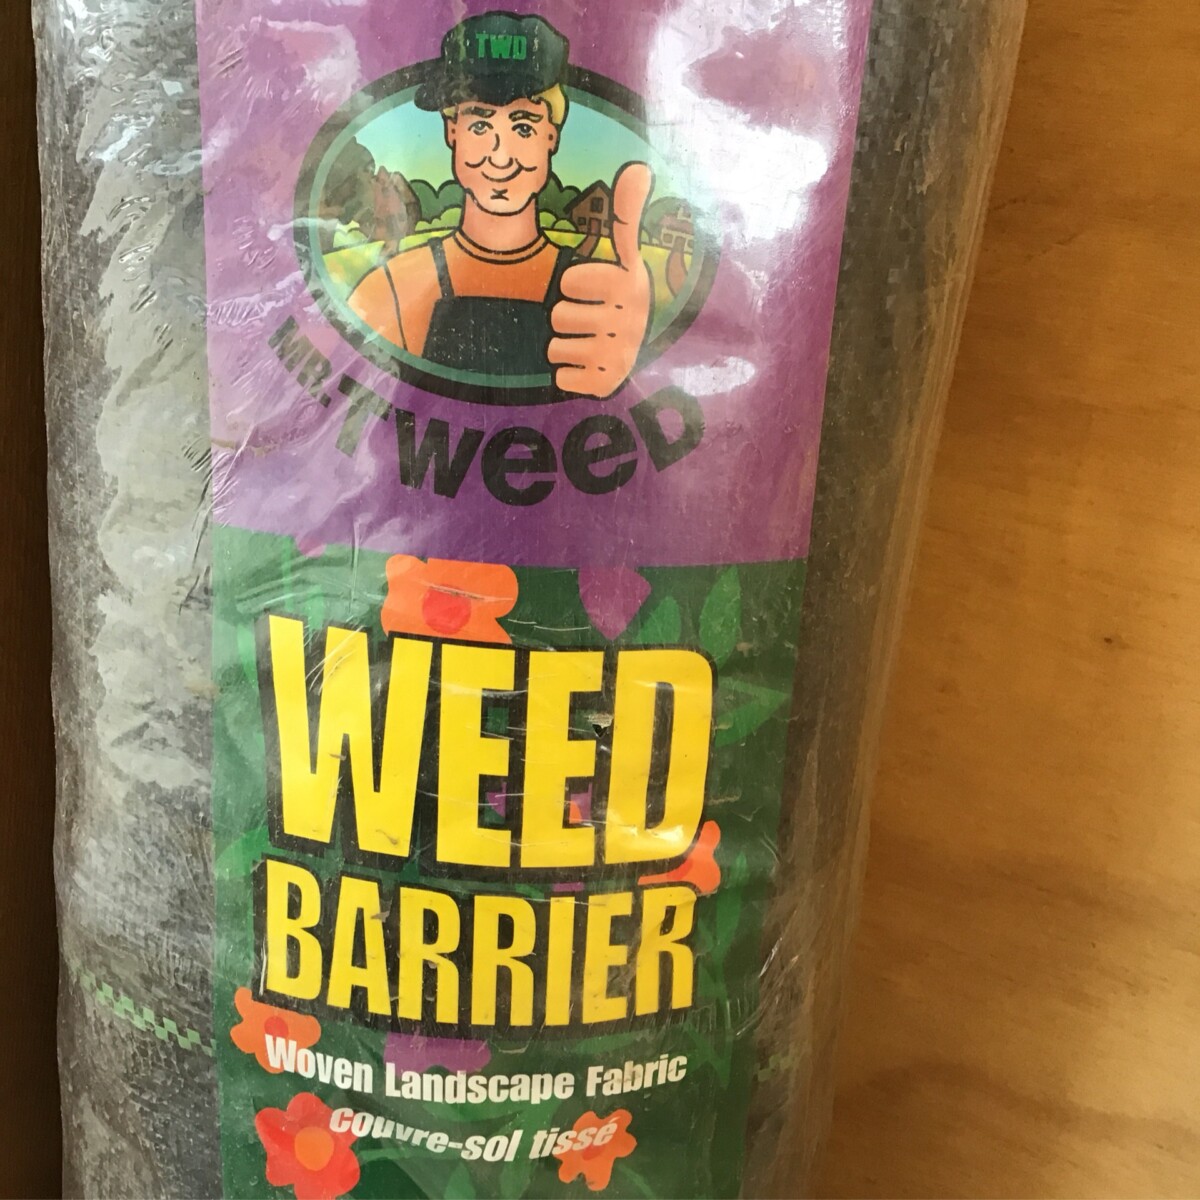 TWD
MR. TWEED
WEED
BARRIER
Woven Landscape Fabric
couvre-sol tissé